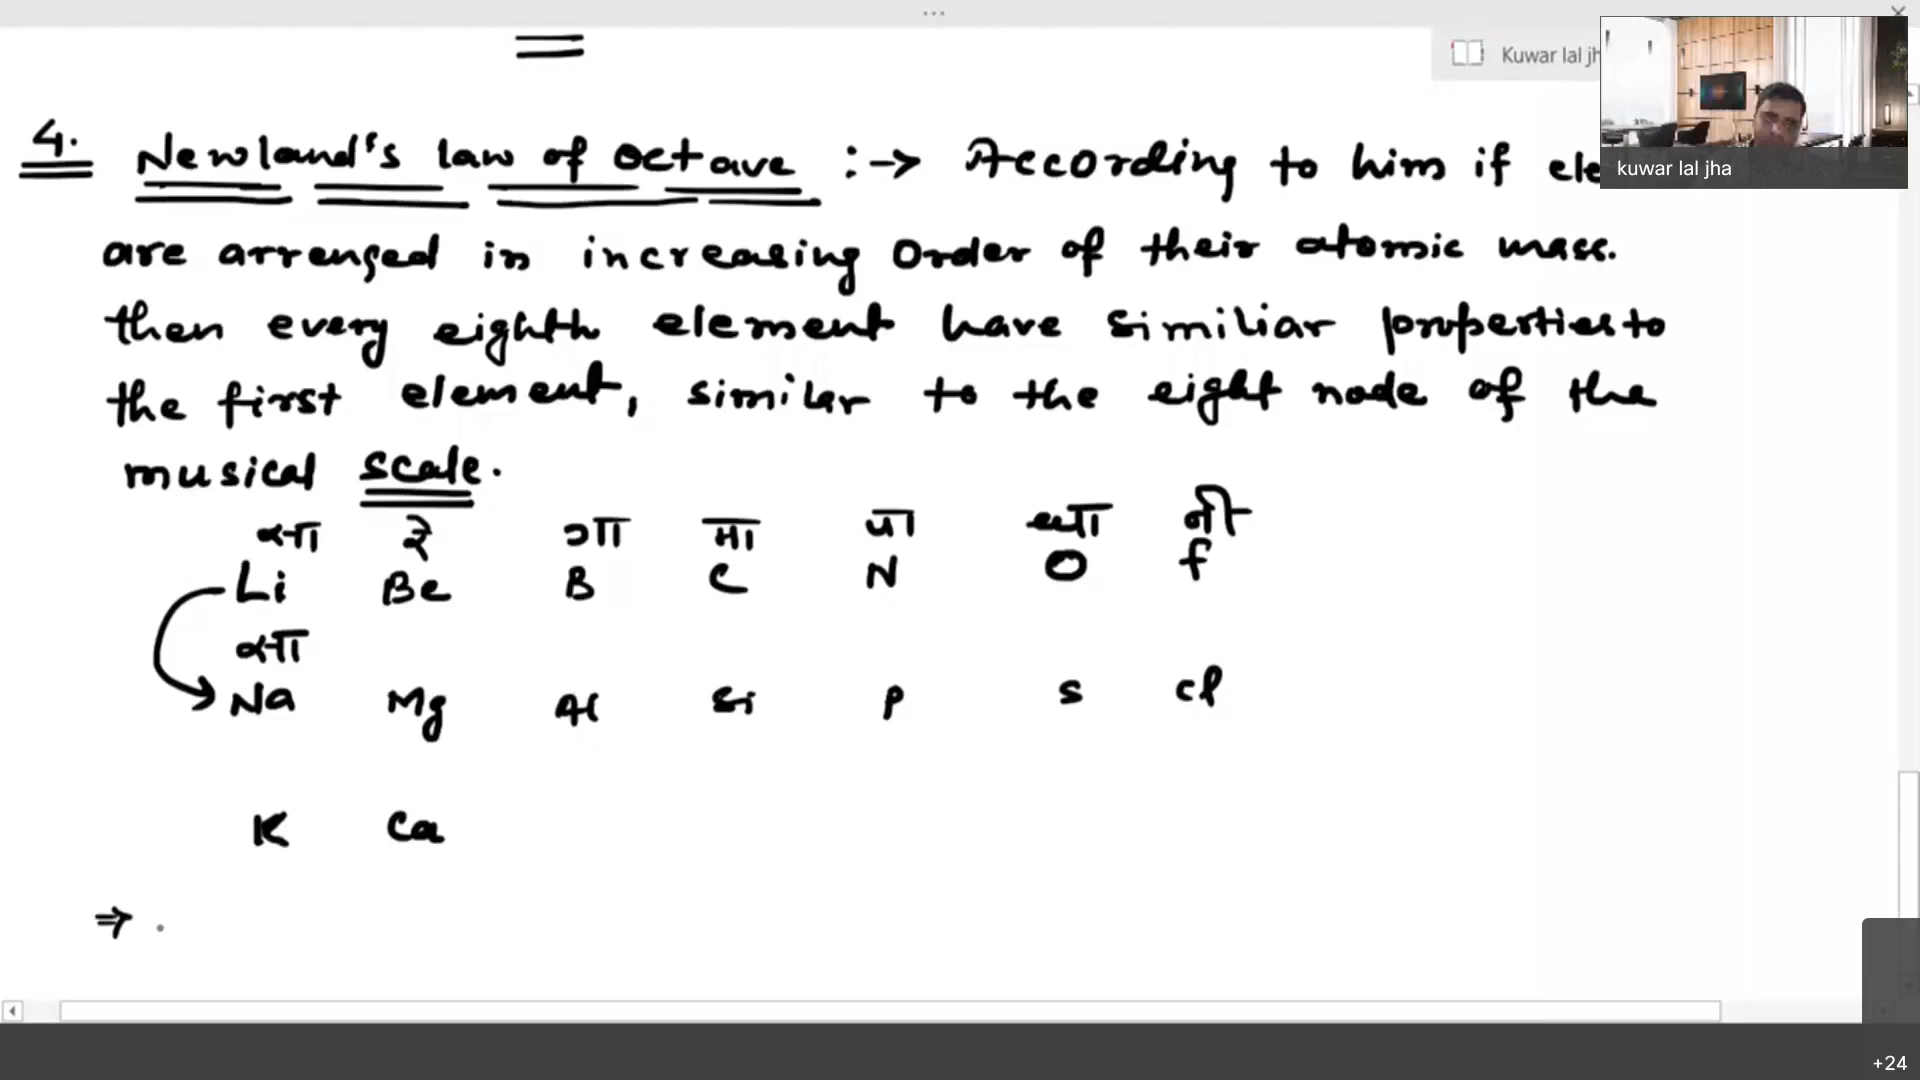 Kuwar lal jh
kuwar lal jha
4. Newland's law of octave :→ According to him if ele
are arrenged in increasing order of their atomic mass.
then every eighth element have similiar properties to
the first element, similar to the eight node of the
musical scale.
सा रे गा मा पा धा नी
Li Be B C N O f
सा
Na Mg Al Si P S Cl
K Ca
⇒ .
+24